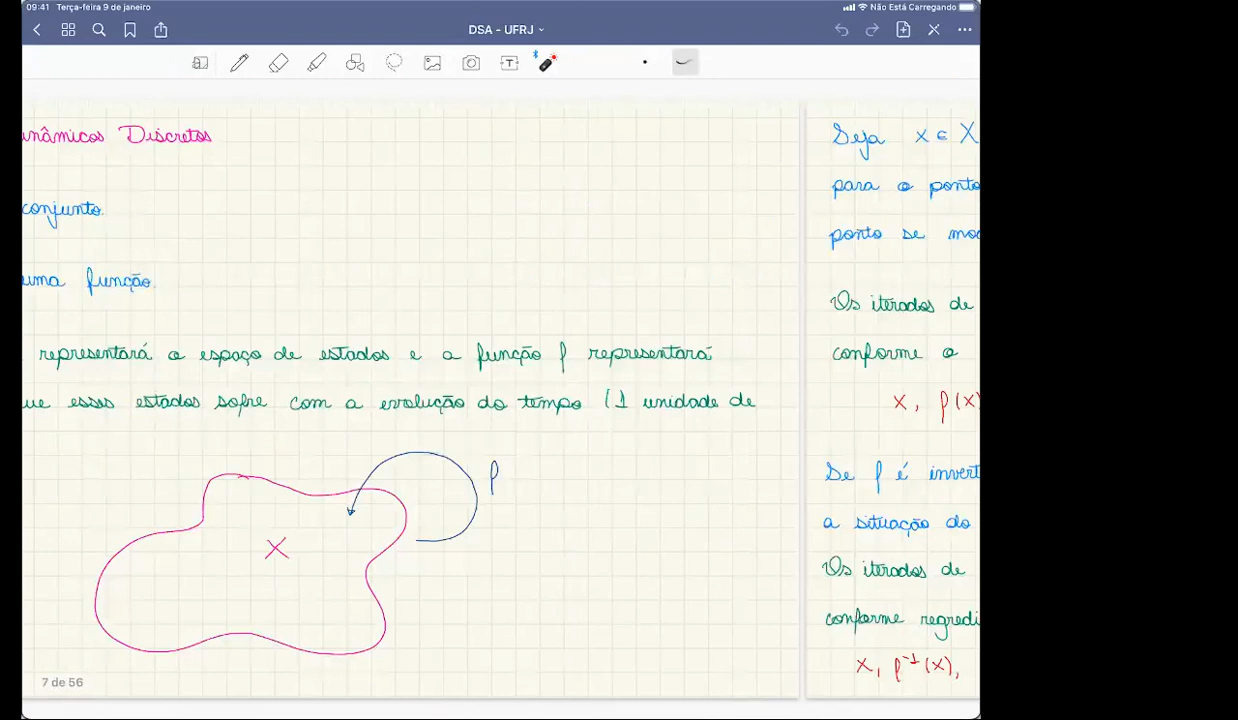 09:41 Terça-feira 9 de janeiro
Não Está Carregando
DSA - UFRJ
inâmicos Discretos
conjunto.
uma função.
representará o espaço de estados e a função f representará
ue esses estados sofre com a evolução do tempo (1 unidade de
f
X
7 de 56
Seja x ∈ X
para o ponto
ponto se mo
Os iterados de
conforme o
x, f(x)
Se f é invert
a situação do
Os iterados de
conforme regredi
x, f⁻¹(x),